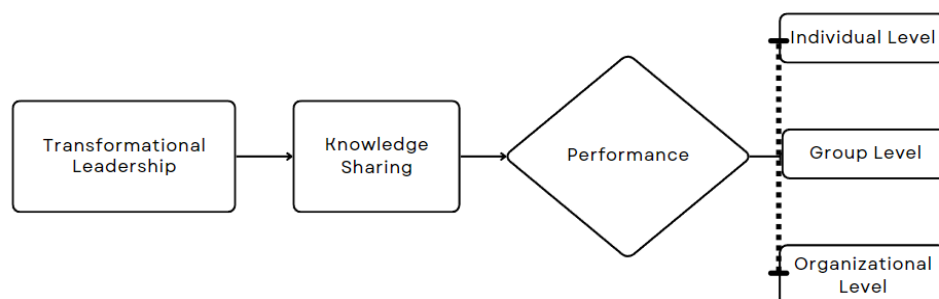 Transformational
Leadership
Knowledge
Sharing
Performance
Individual Level
Group Level
Organizational
Level